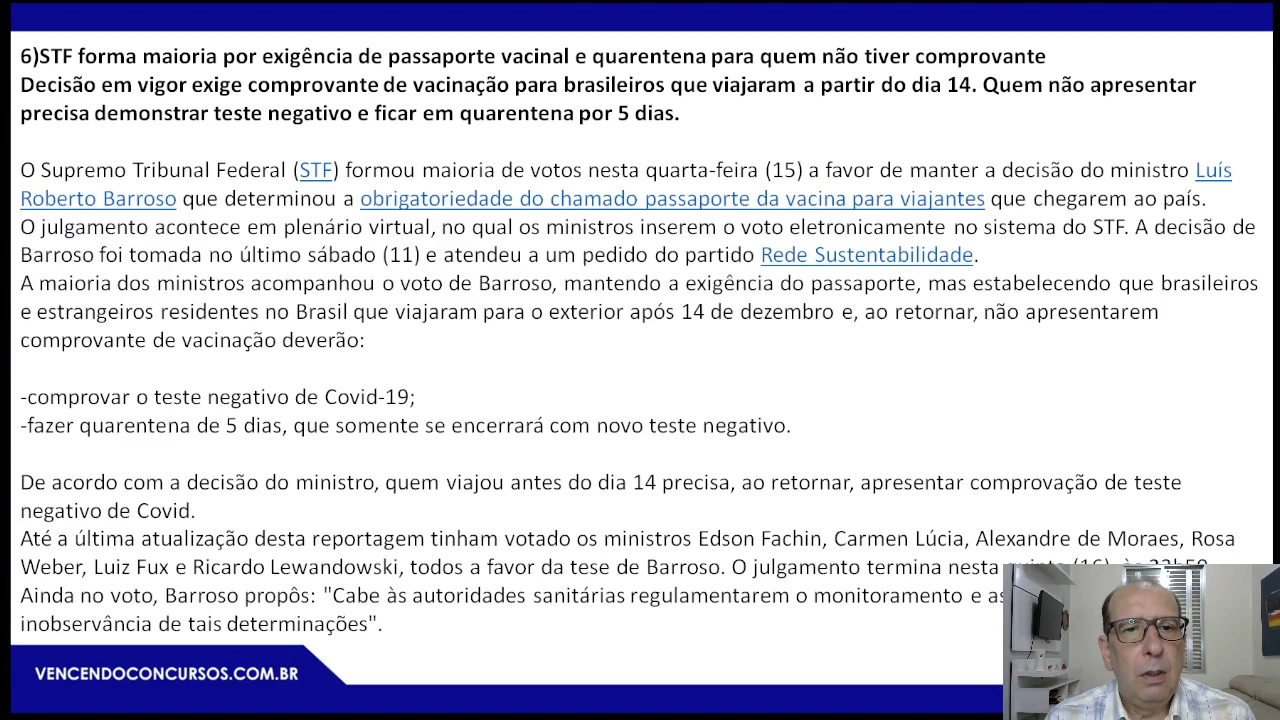 6)STF forma maioria por exigência de passaporte vacinal e quarentena para quem não tiver comprovante
Decisão em vigor exige comprovante de vacinação para brasileiros que viajaram a partir do dia 14. Quem não apresentar
precisa demonstrar teste negativo e ficar em quarentena por 5 dias.
O Supremo Tribunal Federal (STF) formou maioria de votos nesta quarta-feira (15) a favor de manter a decisão do ministro Luís
Roberto Barroso que determinou a obrigatoriedade do chamado passaporte da vacina para viajantes que chegarem ao país.
O julgamento acontece em plenário virtual, no qual os ministros inserem o voto eletronicamente no sistema do STF. A decisão de
Barroso foi tomada no último sábado (11) e atendeu a um pedido do partido Rede Sustentabilidade.
A maioria dos ministros acompanhou o voto de Barroso, mantendo a exigência do passaporte, mas estabelecendo que brasileiros
e estrangeiros residentes no Brasil que viajaram para o exterior após 14 de dezembro e, ao retornar, não apresentarem
comprovante de vacinação deverão:
-comprovar o teste negativo de Covid-19;
-fazer quarentena de 5 dias, que somente se encerrará com novo teste negativo.
De acordo com a decisão do ministro, quem viajou antes do dia 14 precisa, ao retornar, apresentar comprovação de teste
negativo de Covid.
Até a última atualização desta reportagem tinham votado os ministros Edson Fachin, Carmen Lúcia, Alexandre de Moraes, Rosa
Weber, Luiz Fux e Ricardo Lewandowski, todos a favor da tese de Barroso. O julgamento termina nesta
Ainda no voto, Barroso propôs: "Cabe às autoridades sanitárias regulamentarem o monitoramento e
inobservância de tais determinações".
VENCENDOCONCURSOS.COM.BR